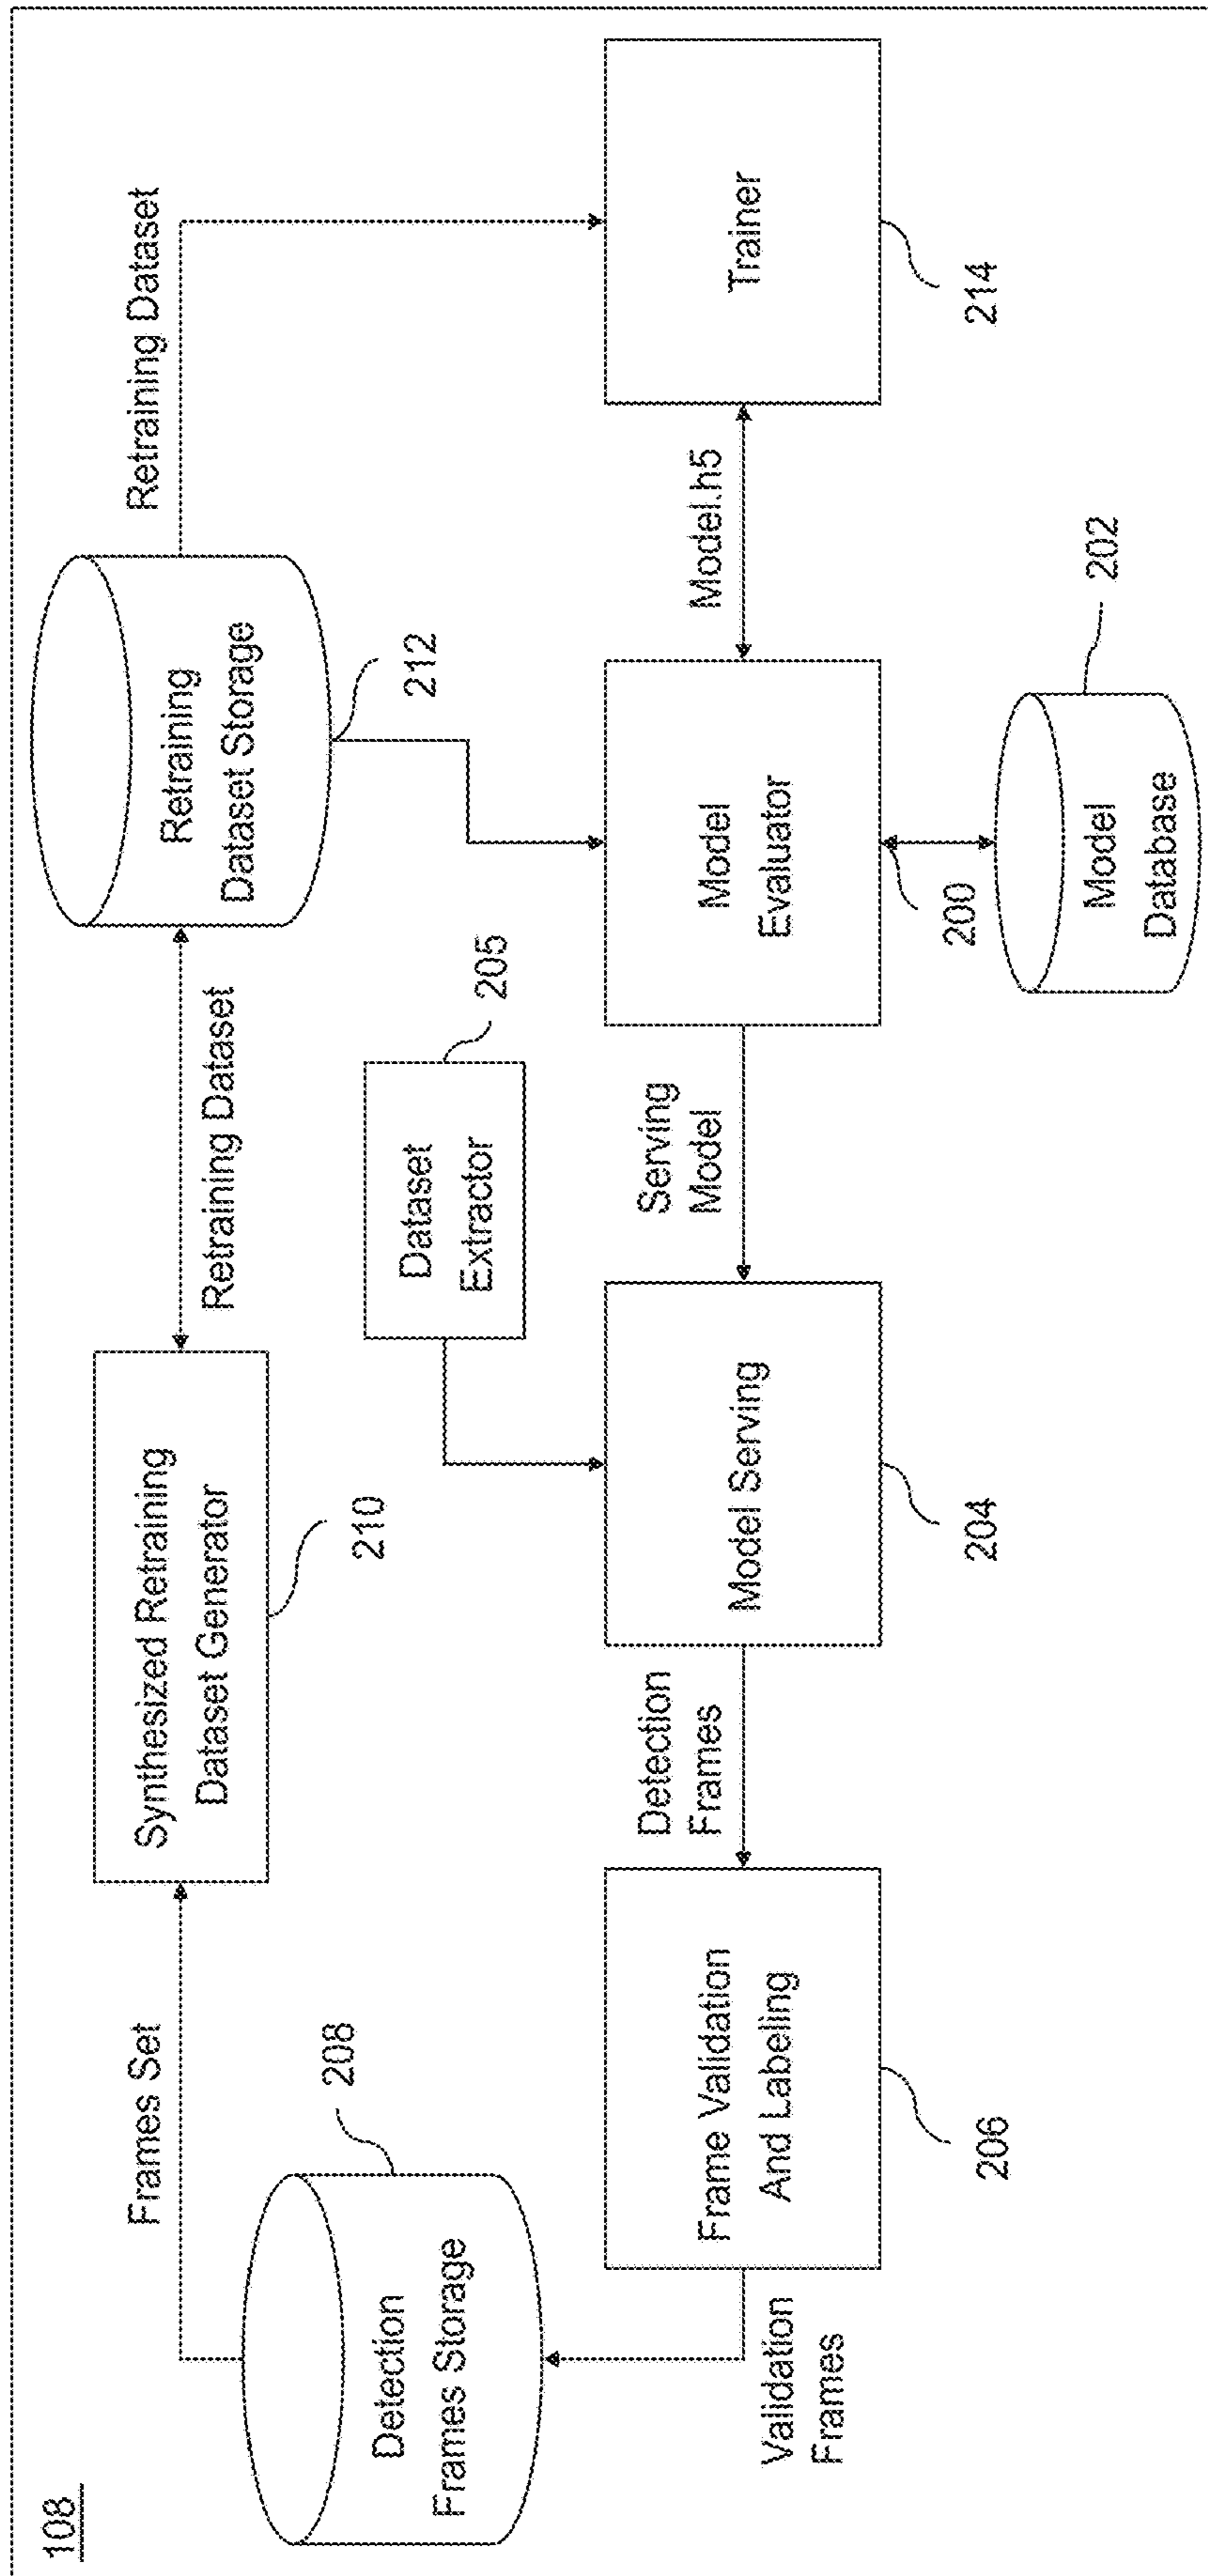 108
Frames Set
208
Detection
Frames Storage
Validation
Frames
Synthesized Retraining
Dataset Generator
210
Retraining Dataset
Retraining
Dataset Storage
212
Retraining Dataset
Dataset
Extractor
205
Frame Validation
And Labeling
206
Detection
Frames
Model Serving
204
Serving
Model
Model
Evaluator
200
Model.h5
Trainer
214
Model
Database
202